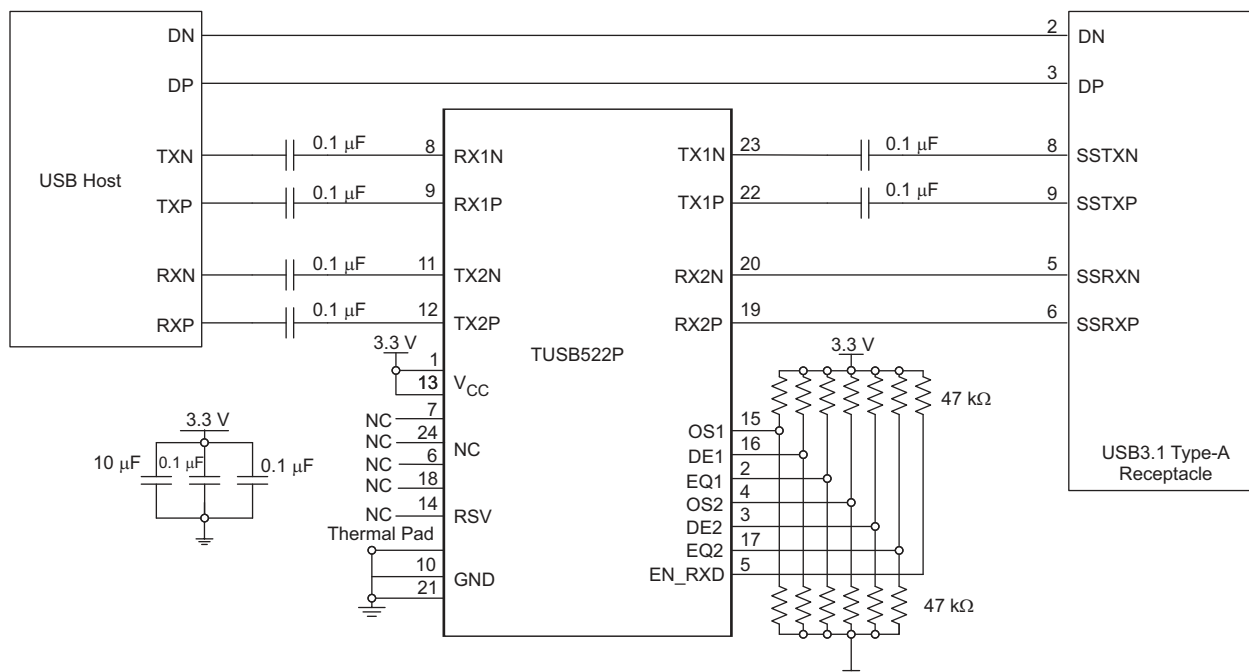 DN 2 DN
DP 3 DP
TXN 0.1 μF 8 RX1N TX1N 23 0.1 μF 8 SSTXN
USB Host
TXP 0.1 μF 9 RX1P TX1P 22 0.1 μF 9 SSTXP
RXN 0.1 μF 11 TX2N RX2N 20 5 SSRXN
RXP 0.1 μF 12 TX2P RX2P 19 6 SSRXP
TUSB522P
3.3 V 3.3 V
1
13 VCC
47 kΩ
NC 7
NC 24
NC
NC 6
NC 18
NC 14 RSV
3.3 V
10 μF 0.1 μF 0.1 μF
Thermal Pad
10
GND
21
OS1 15
DE1 16
EQ1 2
OS2 4
DE2 3
EQ2 17
EN_RXD 5
47 kΩ
USB3.1 Type-A
Receptacle